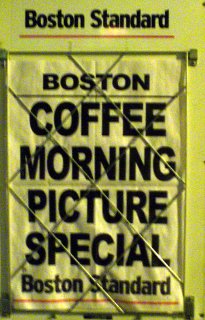 Boston Standard
BOSTON
COFFEE
MORNING
PICTURE
SPECIAL
Boston Standard